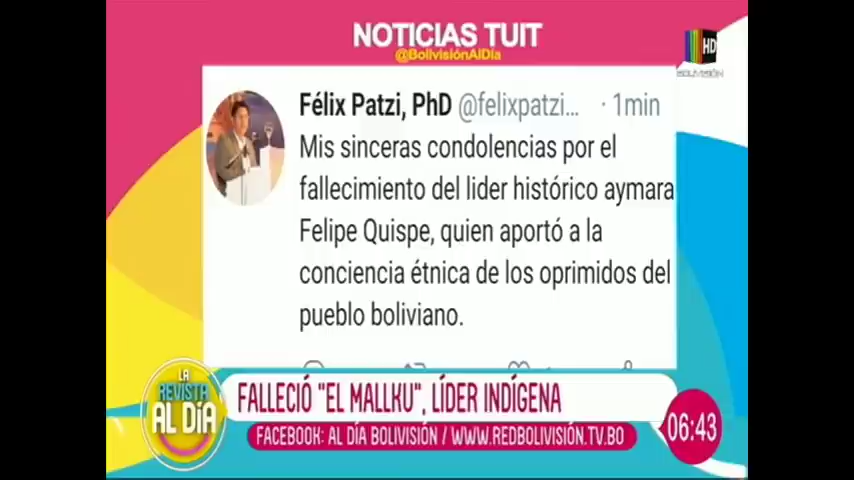 NOTICIAS TUIT
@BolivisiónAlDía
HD
BOLIVISIÓN
Félix Patzi, PhD @felixpatzi... · 1min
Mis sinceras condolencias por el
fallecimiento del lider histórico aymara
Felipe Quispe, quien aportó a la
conciencia étnica de los oprimidos del
pueblo boliviano.
LA
REVISTA
AL DÍA
FALLECIÓ "EL MALLKU", LÍDER INDÍGENA
FACEBOOK: AL DÍA BOLIVISIÓN / WWW.REDBOLIVISIÓN.TV.BO
06:43